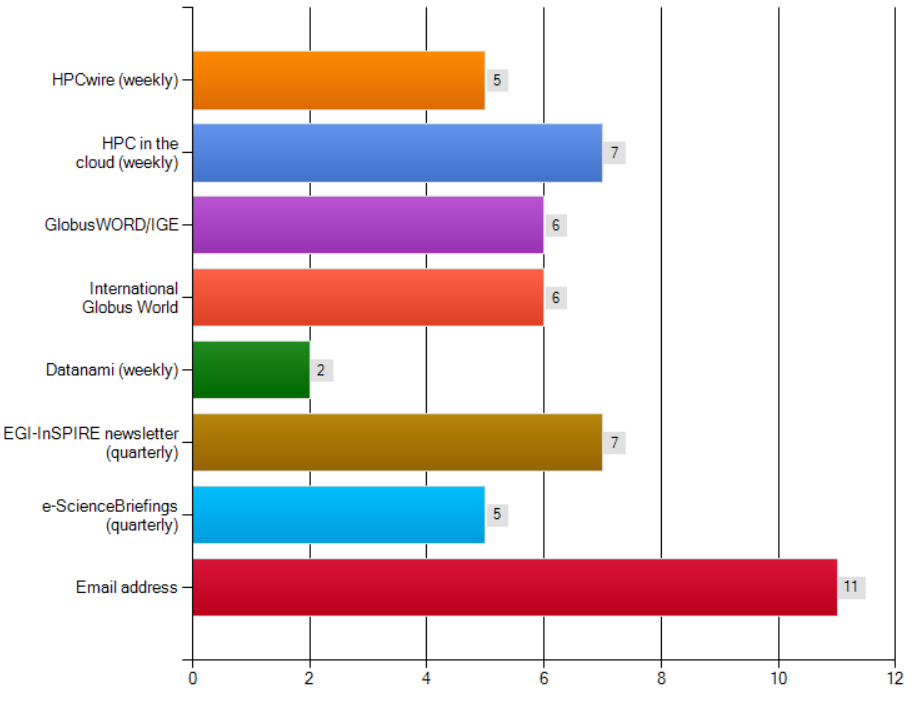 HPCwire (weekly)
5
HPC in the
cloud (weekly)
7
GlobusWORD/IGE
6
International
Globus World
6
Datanami (weekly)
2
EGI-InSPIRE newsletter
(quarterly)
7
e-ScienceBriefings
(quarterly)
5
Email address
11
0 2 4 6 8 10 12